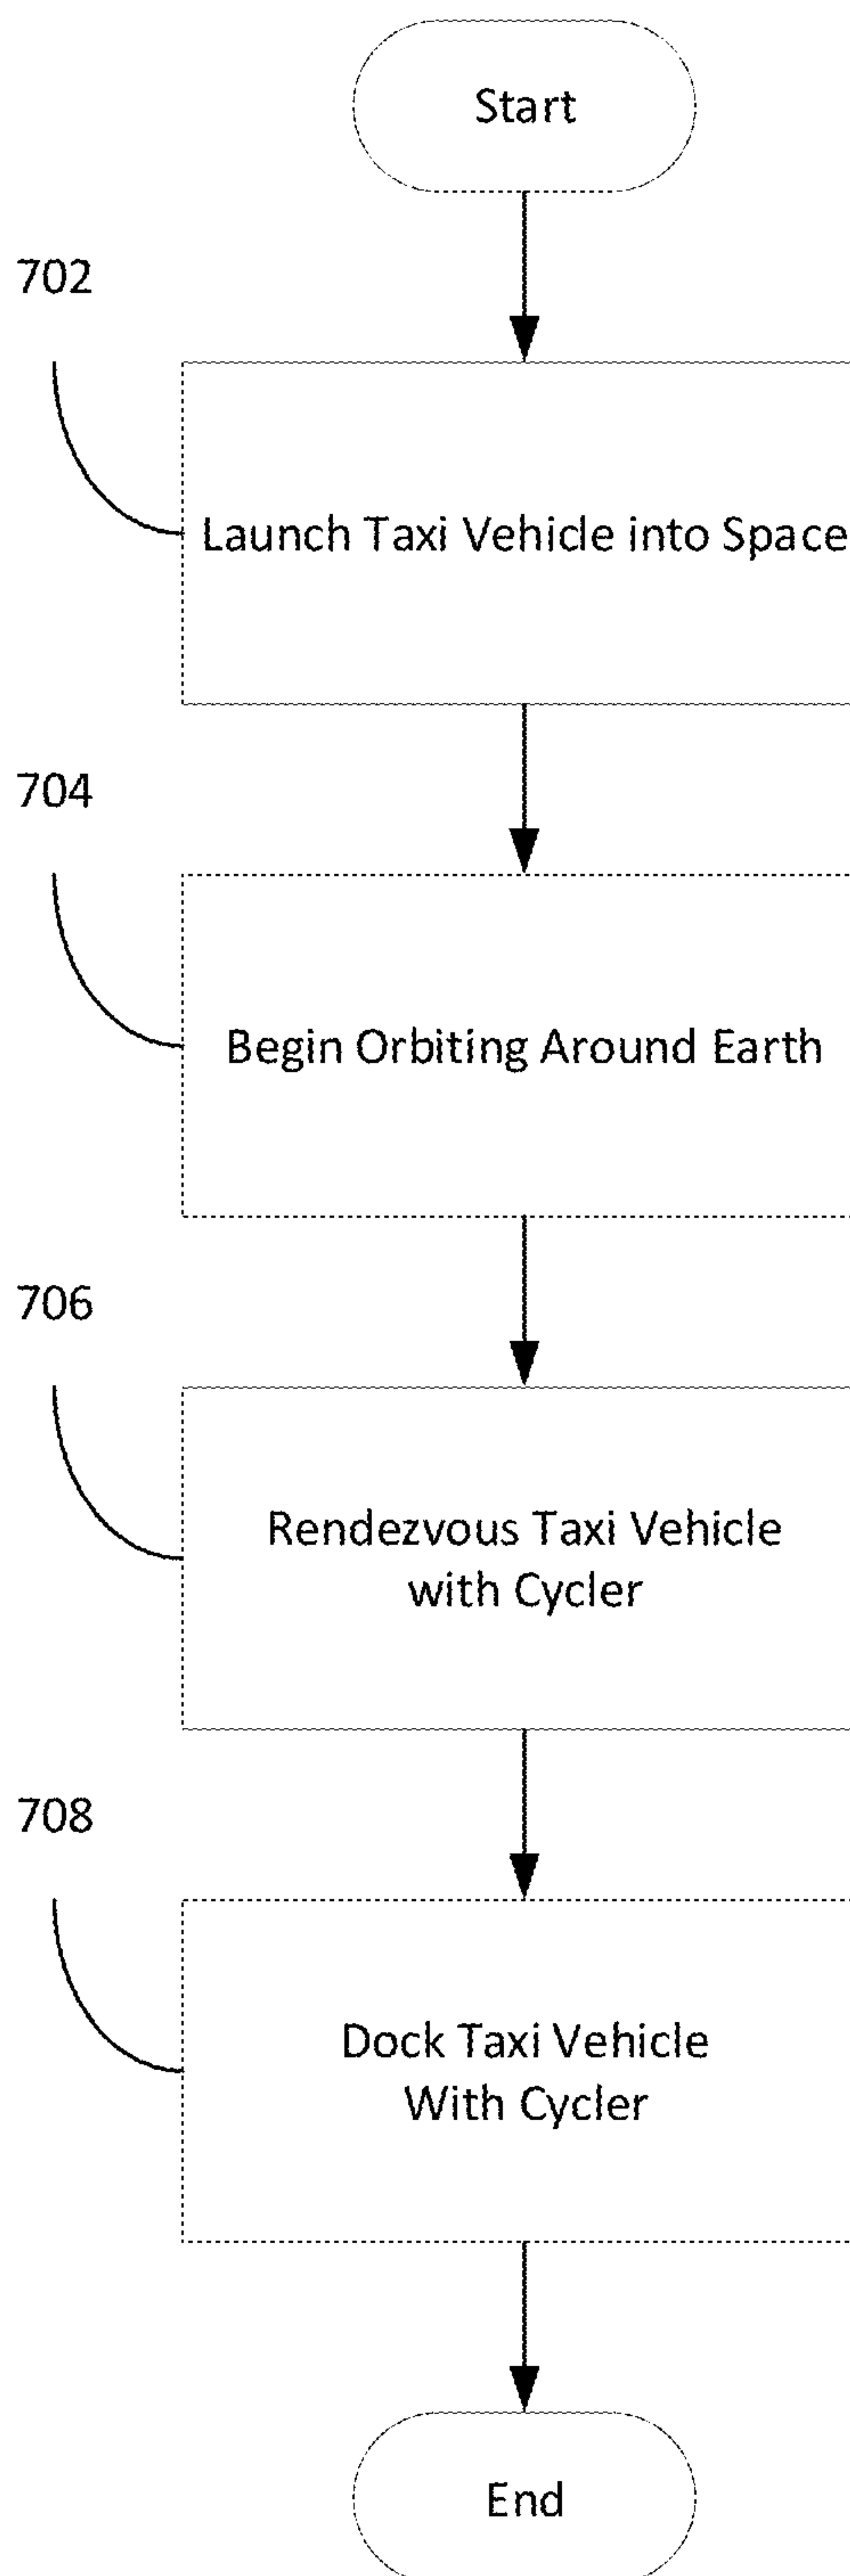 Start
702
Launch Taxi Vehicle into Space
704
Begin Orbiting Around Earth
706
Rendezvous Taxi Vehicle
with Cycler
708
Dock Taxi Vehicle
With Cycler
End